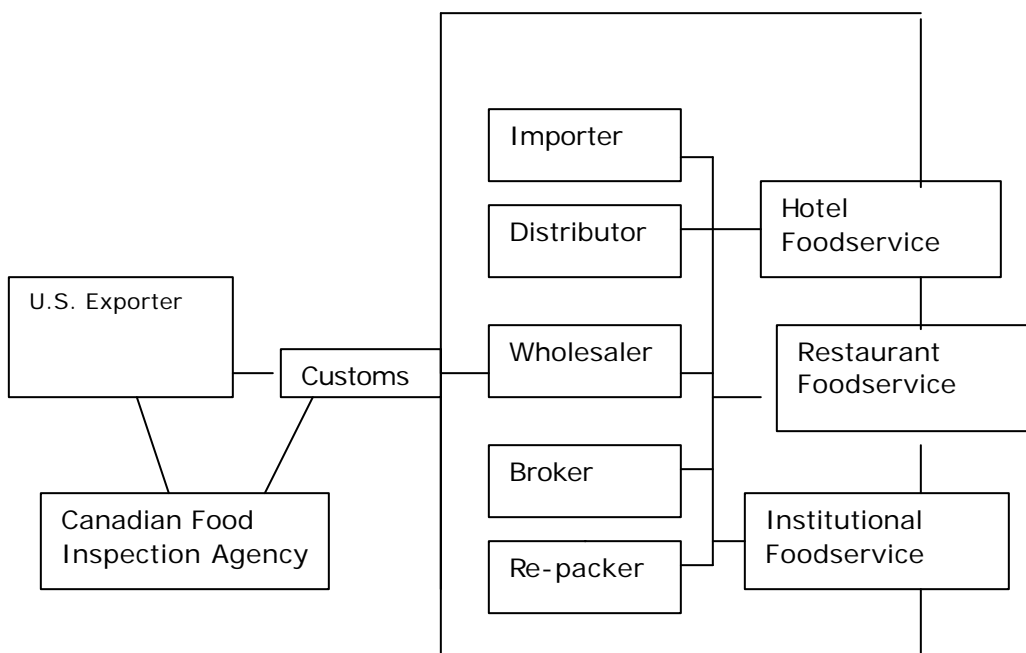 Importer
Hotel
Foodservice
Distributor
U.S. Exporter
Wholesaler
Restaurant
Foodservice
Customs
Broker
Canadian Food
Inspection Agency
Institutional
Foodservice
Re-packer